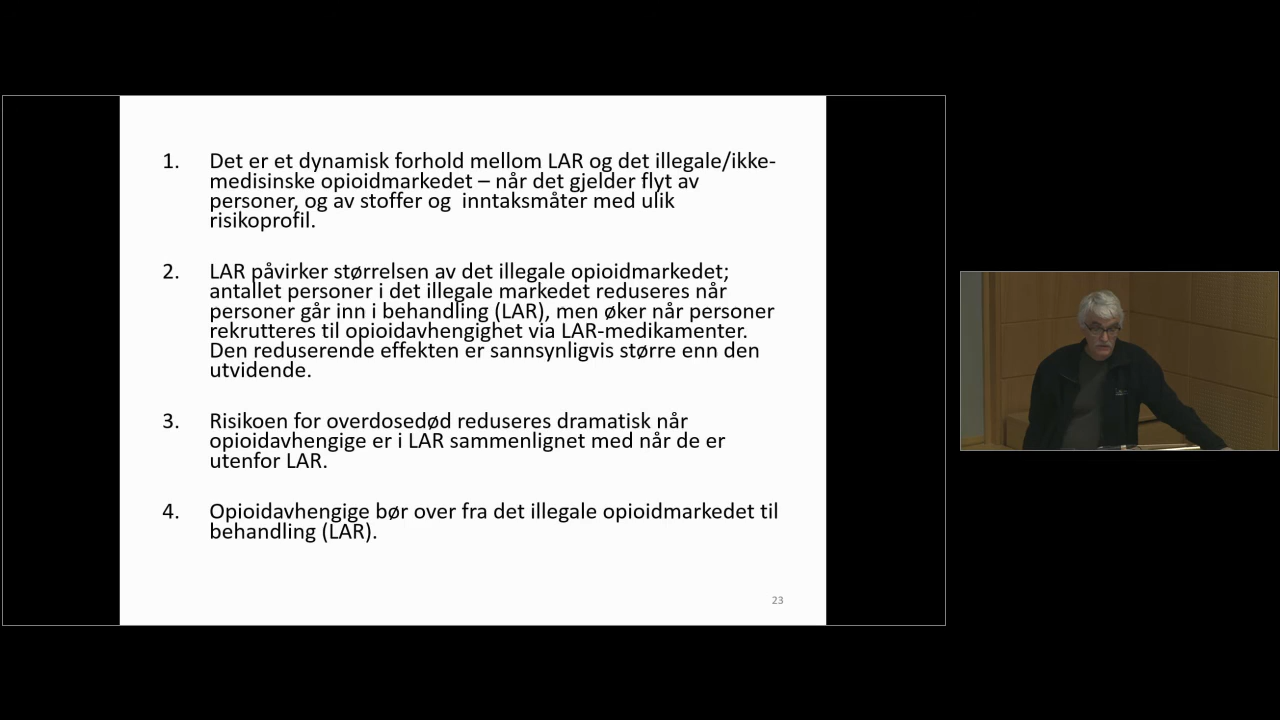 1. Det er et dynamisk forhold mellom LAR og det illegale/ikke-
medisinske opioidmarkedet – når det gjelder flyt av
personer, og av stoffer og  inntaksmåter med ulik
risikoprofil.
2. LAR påvirker størrelsen av det illegale opioidmarkedet;
antallet personer i det illegale markedet reduseres når
personer går inn i behandling (LAR), men øker når personer
rekrutteres til opioidavhengighet via LAR-medikamenter.
Den reduserende effekten er sannsynligvis større enn den
utvidende.
3. Risikoen for overdosedød reduseres dramatisk når
opioidavhengige er i LAR sammenlignet med når de er
utenfor LAR.
4. Opioidavhengige bør over fra det illegale opioidmarkedet til
behandling (LAR).
23